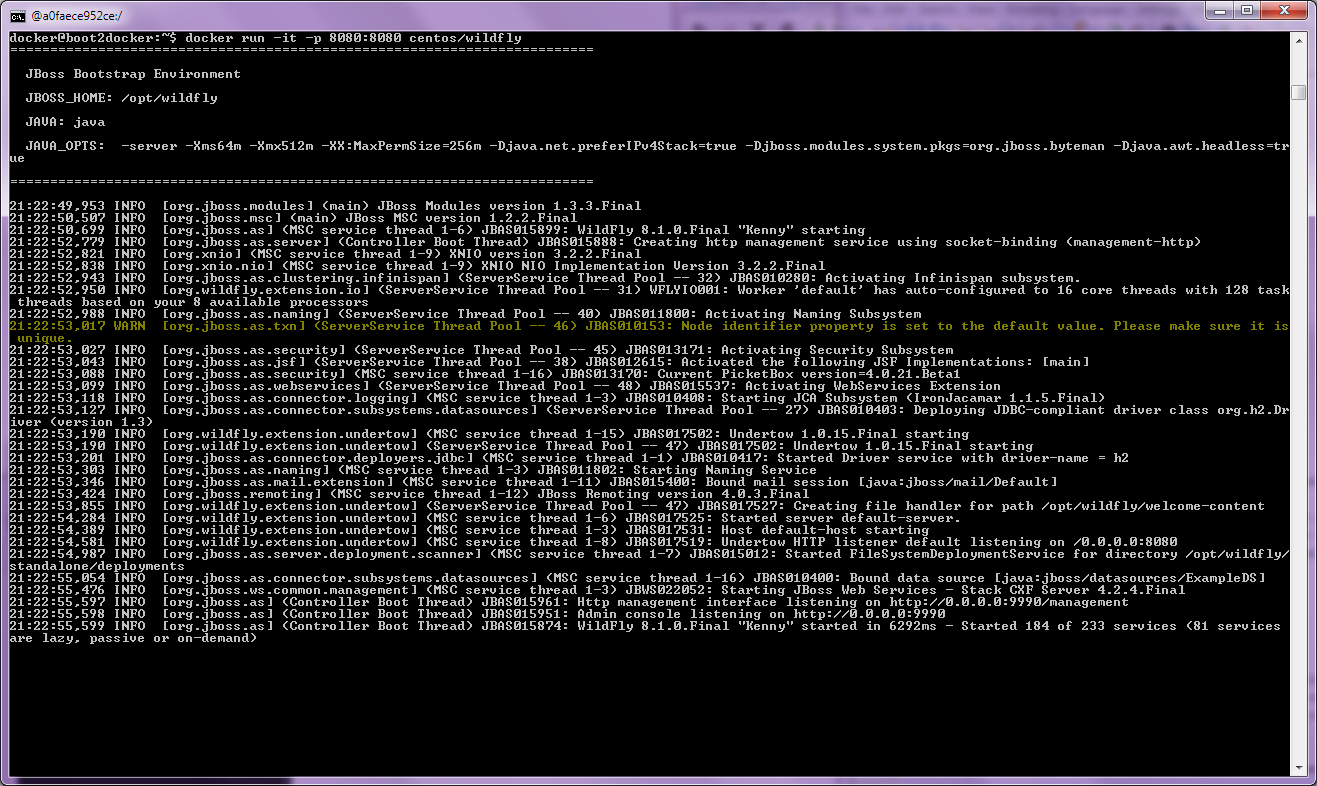 @a0faece952ce:/
docker@boot2docker:~$ docker run -it -p 8080:8080 centos/wildfly
=========================================================================
JBoss Bootstrap Environment
JBOSS_HOME: /opt/wildfly
JAVA: java
JAVA_OPTS:  -server -Xms64m -Xmx512m -XX:MaxPermSize=256m -Djava.net.preferIPv4Stack=true -Djboss.modules.system.pkgs=org.jboss.byteman -Djava.awt.headless=tr
ue
=========================================================================
21:22:49,953 INFO  [org.jboss.modules] (main) JBoss Modules version 1.3.3.Final
21:22:50,507 INFO  [org.jboss.msc] (main) JBoss MSC version 1.2.2.Final
21:22:50,699 INFO  [org.jboss.as] (MSC service thread 1-6) JBAS015899: WildFly 8.1.0.Final "Kenny" starting
21:22:52,779 INFO  [org.jboss.as.server] (Controller Boot Thread) JBAS015888: Creating http management service using socket-binding (management-http)
21:22:52,821 INFO  [org.xnio] (MSC service thread 1-9) XNIO version 3.2.2.Final
21:22:52,838 INFO  [org.xnio.nio] (MSC service thread 1-9) XNIO NIO Implementation Version 3.2.2.Final
21:22:52,943 INFO  [org.jboss.as.clustering.infinispan] (ServerService Thread Pool -- 32) JBAS010280: Activating Infinispan subsystem.
21:22:52,950 INFO  [org.wildfly.extension.io] (ServerService Thread Pool -- 31) WFLYIO001: Worker 'default' has auto-configured to 16 core threads with 128 task
 threads based on your 8 available processors
21:22:52,988 INFO  [org.jboss.as.naming] (ServerService Thread Pool -- 40) JBAS011800: Activating Naming Subsystem
21:22:53,017 WARN  [org.jboss.as.txn] (ServerService Thread Pool -- 46) JBAS010153: Node identifier property is set to the default value. Please make sure it is
 unique.
21:22:53,027 INFO  [org.jboss.as.security] (ServerService Thread Pool -- 45) JBAS013171: Activating Security Subsystem
21:22:53,043 INFO  [org.jboss.as.jsf] (ServerService Thread Pool -- 38) JBAS012615: Activated the following JSF Implementations: [main]
21:22:53,088 INFO  [org.jboss.as.security] (MSC service thread 1-16) JBAS013170: Current PicketBox version=4.0.21.Beta1
21:22:53,099 INFO  [org.jboss.as.webservices] (ServerService Thread Pool -- 48) JBAS015537: Activating WebServices Extension
21:22:53,118 INFO  [org.jboss.as.connector.logging] (MSC service thread 1-3) JBAS010408: Starting JCA Subsystem (IronJacamar 1.1.5.Final)
21:22:53,127 INFO  [org.jboss.as.connector.subsystems.datasources] (ServerService Thread Pool -- 27) JBAS010403: Deploying JDBC-compliant driver class org.h2.Dr
iver (version 1.3)
21:22:53,190 INFO  [org.wildfly.extension.undertow] (MSC service thread 1-15) JBAS017502: Undertow 1.0.15.Final starting
21:22:53,190 INFO  [org.wildfly.extension.undertow] (ServerService Thread Pool -- 47) JBAS017502: Undertow 1.0.15.Final starting
21:22:53,201 INFO  [org.jboss.as.connector.deployers.jdbc] (MSC service thread 1-1) JBAS010417: Started Driver service with driver-name = h2
21:22:53,303 INFO  [org.jboss.as.naming] (MSC service thread 1-3) JBAS011802: Starting Naming Service
21:22:53,346 INFO  [org.jboss.as.mail.extension] (MSC service thread 1-11) JBAS015400: Bound mail session [java:jboss/mail/Default]
21:22:53,424 INFO  [org.jboss.remoting] (MSC service thread 1-12) JBoss Remoting version 4.0.3.Final
21:22:53,855 INFO  [org.wildfly.extension.undertow] (ServerService Thread Pool -- 47) JBAS017527: Creating file handler for path /opt/wildfly/welcome-content
21:22:54,284 INFO  [org.wildfly.extension.undertow] (MSC service thread 1-6) JBAS017525: Started server default-server.
21:22:54,389 INFO  [org.wildfly.extension.undertow] (MSC service thread 1-3) JBAS017531: Host default-host starting
21:22:54,581 INFO  [org.wildfly.extension.undertow] (MSC service thread 1-8) JBAS017519: Undertow HTTP listener default listening on /0.0.0.0:8080
21:22:54,987 INFO  [org.jboss.as.server.deployment.scanner] (MSC service thread 1-7) JBAS015012: Started FileSystemDeploymentService for directory /opt/wildfly/
standalone/deployments
21:22:55,054 INFO  [org.jboss.as.connector.subsystems.datasources] (MSC service thread 1-16) JBAS010400: Bound data source [java:jboss/datasources/ExampleDS]
21:22:55,476 INFO  [org.jboss.ws.common.management] (MSC service thread 1-3) JBWS022052: Starting JBoss Web Services - Stack CXF Server 4.2.4.Final
21:22:55,597 INFO  [org.jboss.as] (Controller Boot Thread) JBAS015961: Http management interface listening on http://0.0.0.0:9990/management
21:22:55,598 INFO  [org.jboss.as] (Controller Boot Thread) JBAS015951: Admin console listening on http://0.0.0.0:9990
21:22:55,599 INFO  [org.jboss.as] (Controller Boot Thread) JBAS015874: WildFly 8.1.0.Final "Kenny" started in 6292ms - Started 184 of 233 services (81 services
are lazy, passive or on-demand)